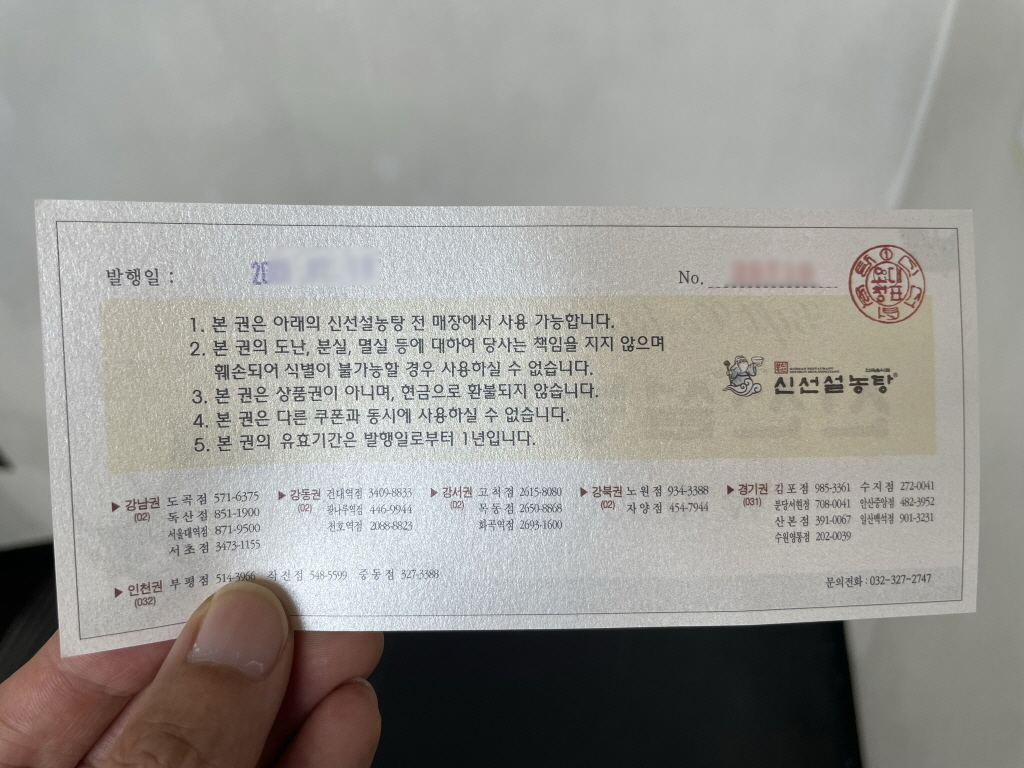 발행일 :
No.
1. 본 권은 아래의 신선설농탕 전 매장에서 사용 가능합니다.
2. 본 권의 도난, 분실, 멸실 등에 대하여 당사는 책임을 지지 않으며
훼손되어 식별이 불가능할 경우 사용하실 수 없습니다.
3. 본 권은 상품권이 아니며, 현금으로 환불되지 않습니다.
4. 본 권은 다른 쿠폰과 동시에 사용하실 수 없습니다.
5. 본 권의 유효기간은 발행일로부터 1년입니다.
신선설농탕
▶ 강남권 도곡점 571-6375
(02) 독산점 851-1900
서울대역점 871-9500
서초점 3473-1155
▶ 강동권 건대역점 3409-8833
(02) 광나루역점 446-9944
천호역점 2088-8823
▶ 강서권 고척점 2615-8080
(02) 목동점 2650-8868
화곡역점 2693-1600
▶ 강북권 노원점 934-3388
(02) 자양점 454-7944
▶ 경기권 김포점 985-3361 수지점 272-0041
(031) 분당서현점 708-0041 안산중앙점 482-3952
산본점 391-0067 일산백석점 901-3231
수원영통점 202-0039
▶ 인천권 부평점 514-3966 작전점 548-5599 중동점 327-3388
(032)
문의전화 : 032-327-2747